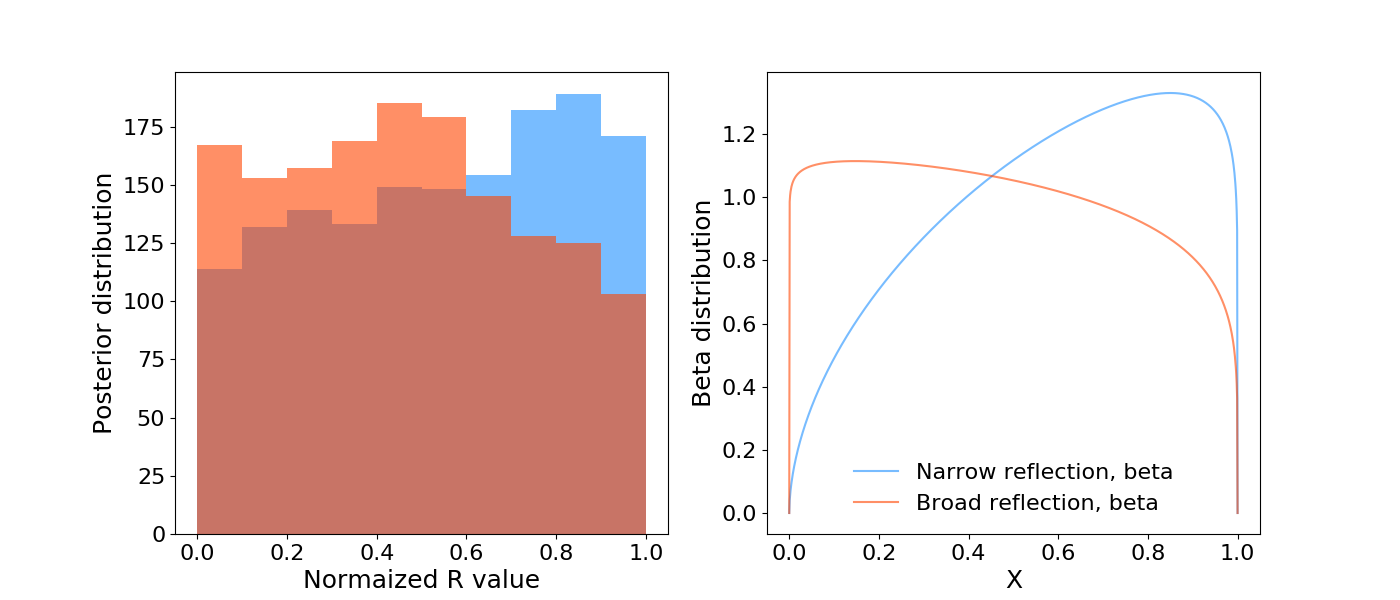 Posterior distribution
175
150
125
100
75
50
25
0
0.0 0.2 0.4 0.6 0.8 1.0
Normaized R value
Beta distribution
1.2
1.0
0.8
0.6
0.4
0.2
0.0
Narrow reflection, beta
Broad reflection, beta
0.0 0.2 0.4 0.6 0.8 1.0
X